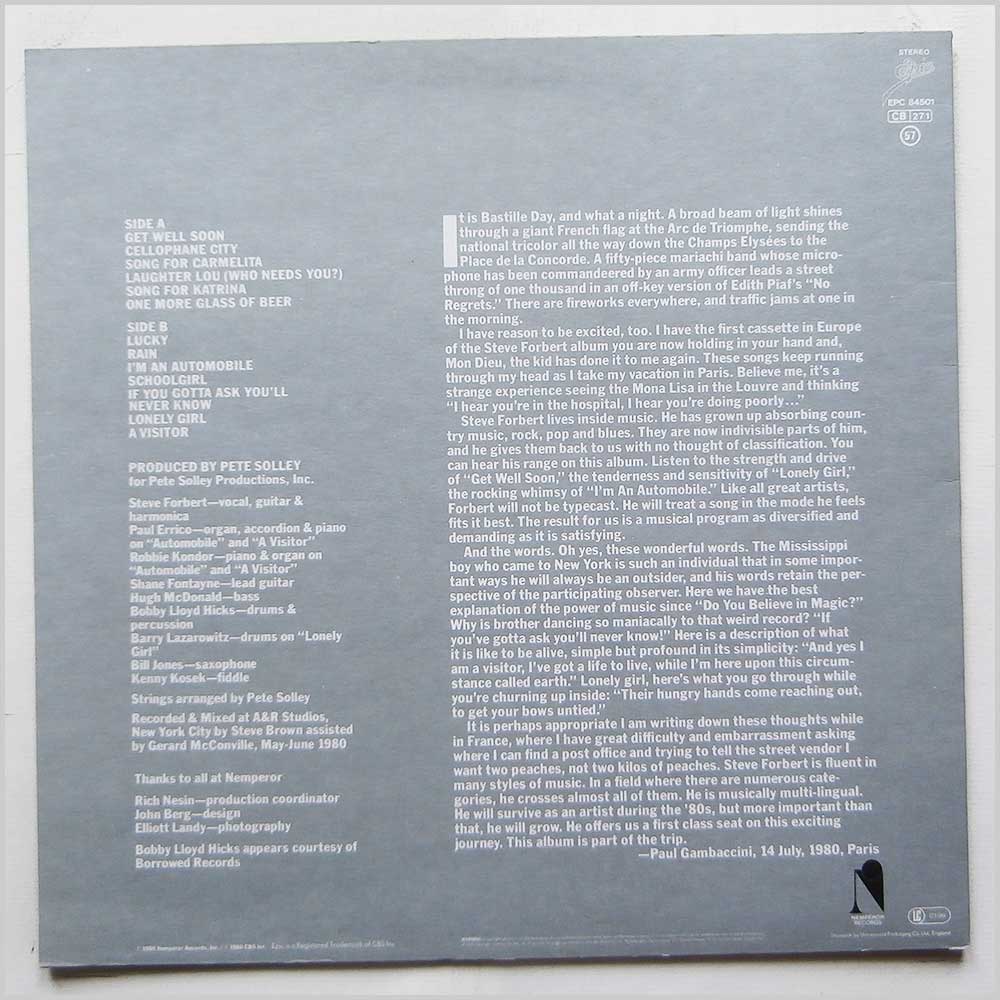 STEREO
Epic
EPC 84501
CB 271
57
SIDE A
GET WELL SOON
CELLOPHANE CITY
SONG FOR CARMELITA
LAUGHTER LOU (WHO NEEDS YOU?)
SONG FOR KATRINA
ONE MORE GLASS OF BEER
SIDE B
LUCKY
RAIN
I'M AN AUTOMOBILE
SCHOOLGIRL
IF YOU GOTTA ASK YOU'LL
NEVER KNOW
LONELY GIRL
A VISITOR
PRODUCED BY PETE SOLLEY
for Pete Solley Productions, Inc.
Steve Forbert—vocal, guitar &
harmonica
Paul Errico—organ, accordion & piano
on "Automobile" and "A Visitor"
Robbie Kondor—piano & organ on
"Automobile" and "A Visitor"
Shane Fontayne—lead guitar
Hugh McDonald—bass
Bobby Lloyd Hicks—drums &
percussion
Barry Lazarowitz—drums on "Lonely
Girl"
Bill Jones—saxophone
Kenny Kosek—fiddle
Strings arranged by Pete Solley
Recorded & Mixed at A&R Studios,
New York City by Steve Brown assisted
by Gerard McConville, May-June 1980
Thanks to all at Nemperor
Rich Nesin—production coordinator
John Berg—design
Elliott Landy—photography
Bobby Lloyd Hicks appears courtesy of
Borrowed Records
It is Bastille Day, and what a night. A broad beam of light shines
through a giant French flag at the Arc de Triomphe, sending the
national tricolor all the way down the Champs Elysées to the
Place de la Concorde. A fifty-piece mariachi band whose micro-
phone has been commandeered by an army officer leads a street
throng of one thousand in an off-key version of Edith Piaf's "No
Regrets." There are fireworks everywhere, and traffic jams at one in
the morning.
I have reason to be excited, too. I have the first cassette in Europe
of the Steve Forbert album you are now holding in your hand and,
Mon Dieu, the kid has done it to me again. These songs keep running
through my head as I take my vacation in Paris. Believe me, it's a
strange experience seeing the Mona Lisa in the Louvre and thinking
"I hear you're in the hospital, I hear you're doing poorly..."
Steve Forbert lives inside music. He has grown up absorbing coun-
try music, rock, pop and blues. They are now indivisible parts of him,
and he gives them back to us with no thought of classification. You
can hear his range on this album. Listen to the strength and drive
of "Get Well Soon," the tenderness and sensitivity of "Lonely Girl,"
the rocking whimsy of "I'm An Automobile." Like all great artists,
Forbert will not be typecast. He will treat a song in the mode he feels
fits it best. The result for us is a musical program as diversified and
demanding as it is satisfying.
And the words. Oh yes, these wonderful words. The Mississippi
boy who came to New York is such an individual that in some impor-
tant ways he will always be an outsider, and his words retain the per-
spective of the participating observer. Here we have the best
explanation of the power of music since "Do You Believe in Magic?"
Why is brother dancing so maniacally to that weird record? "If
you've gotta ask you'll never know!" Here is a description of what
it is like to be alive, simple but profound in its simplicity: "And yes I
am a visitor, I've got a life to live, while I'm here upon this circum-
stance called earth." Lonely girl, here's what you go through while
you're churning up inside: "Their hungry hands come reaching out,
to get your bows untied."
It is perhaps appropriate I am writing down these thoughts while
in France, where I have great difficulty and embarrassment asking
where I can find a post office and trying to tell the street vendor I
want two peaches, not two kilos of peaches. Steve Forbert is fluent in
many styles of music. In a field where there are numerous cate-
gories, he crosses almost all of them. He is musically multi-lingual.
He will survive as an artist during the '80s, but more important than
that, he will grow. He offers us a first class seat on this exciting
journey. This album is part of the trip.
—Paul Gambaccini, 14 July, 1980, Paris
N
NEMPEROR
RECORDS
LC
1980 Nemperor Records, Inc. / 1980 CBS Inc. Epic is a Registered Trademark of CBS Inc.